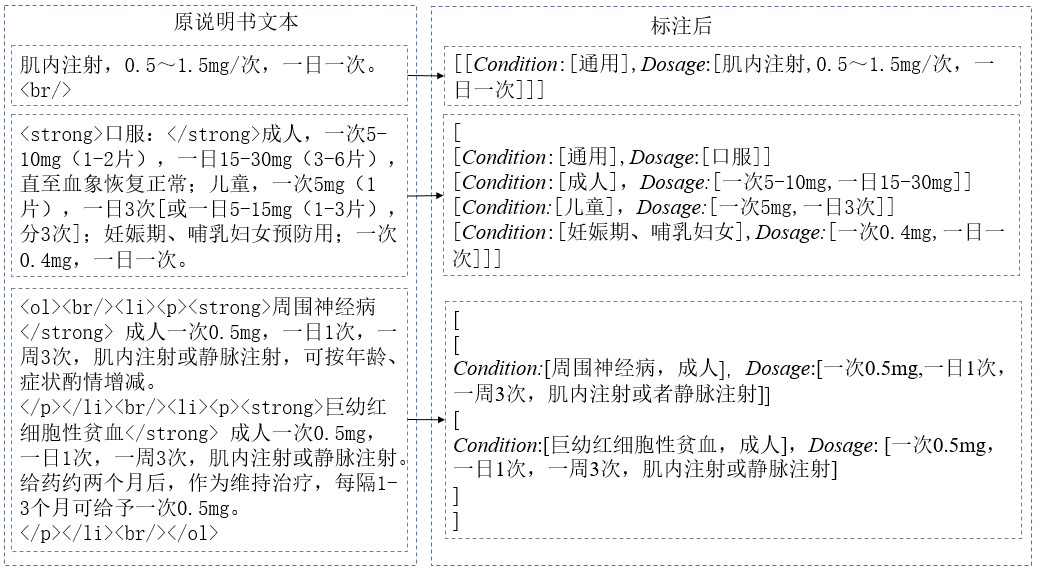 原说明书文本
肌内注射，0.5～1.5mg/次，一日一次。
<br/>
<strong>口服：</strong>成人，一次5-
10mg（1-2片），一日15-30mg（3-6片），
直至血象恢复正常；儿童，一次5mg（1
片），一日3次[或一日5-15mg（1-3片），
分3次]；妊娠期、哺乳妇女预防用；一次
0.4mg，一日一次。
<ol><br/><li><p><strong>周围神经病
</strong> 成人一次0.5mg，一日1次，一
周3次，肌内注射或静脉注射，可按年龄、
症状酌情增减。
</p></li><br/><li><p><strong>巨幼红
细胞性贫血</strong> 成人一次0.5mg，
一日1次，一周3次，肌内注射或静脉注射。
给药约两个月后，作为维持治疗，每隔1-
3个月可给予一次0.5mg。
</p></li><br/></ol>
标注后
[[Condition:[通用],Dosage:[肌内注射,0.5～1.5mg/次，一
日一次]]]
[
[Condition:[通用],Dosage:[口服]]
[Condition:[成人]，Dosage:[一次5-10mg,一日15-30mg]]
[Condition:[儿童]，Dosage:[一次5mg,一日3次]]
[Condition:[妊娠期、哺乳妇女],Dosage:[一次0.4mg,一日一
次]]]
[
[
Condition:[周围神经病，成人]，Dosage:[一次0.5mg,一日1次，
一周3次，肌内注射或者静脉注射]]
[
Condition:[巨幼红细胞性贫血，成人]，Dosage: [一次0.5mg，
一日1次，一周3次，肌内注射或静脉注射]
]
]